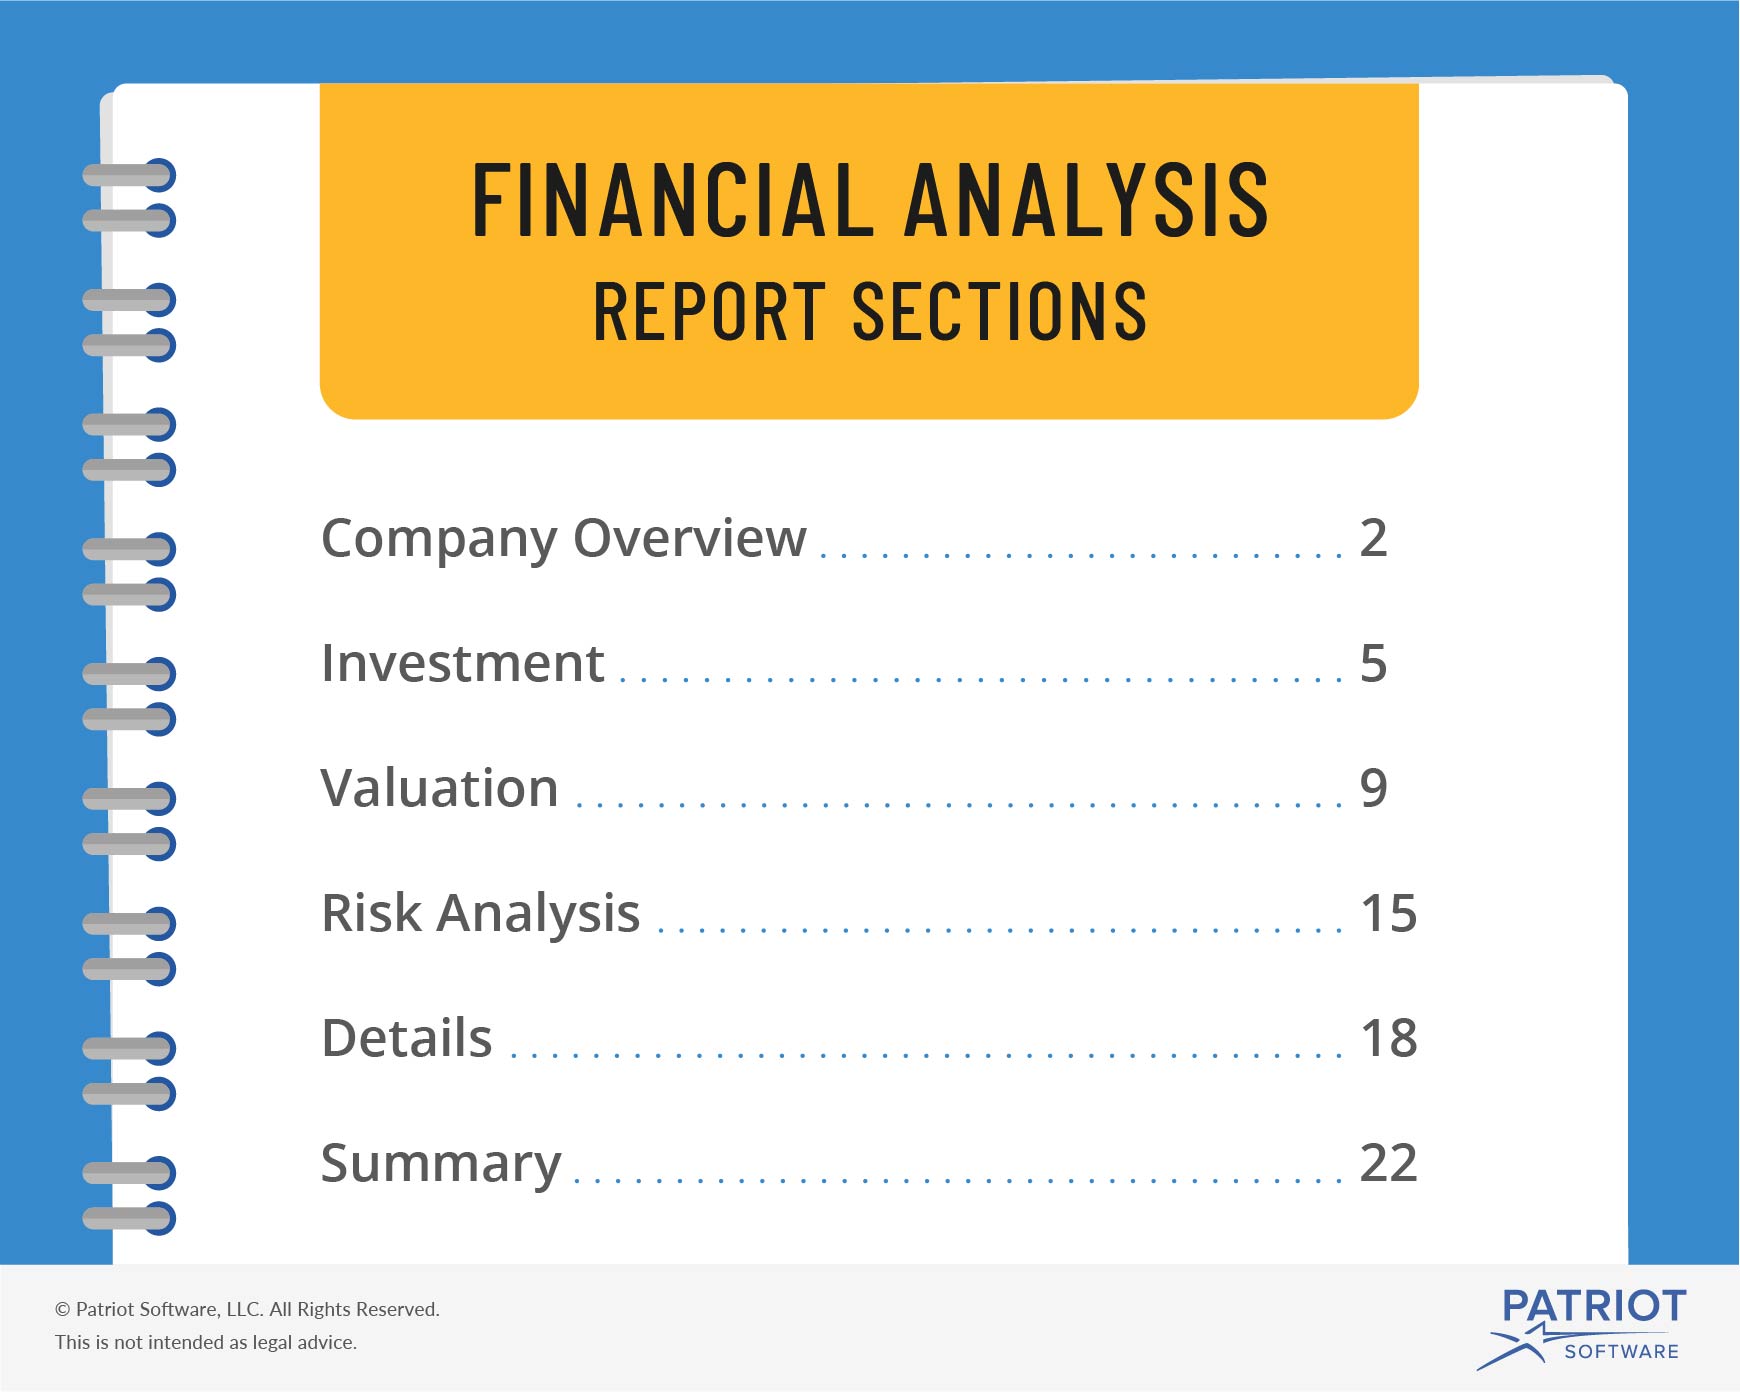 FINANCIAL ANALYSIS
REPORT SECTIONS
Company Overview 2
Investment 5
Valuation 9
Risk Analysis 15
Details 18
Summary 22
© Patriot Software, LLC. All Rights Reserved.
This is not intended as legal advice.
PATRIOT
SOFTWARE